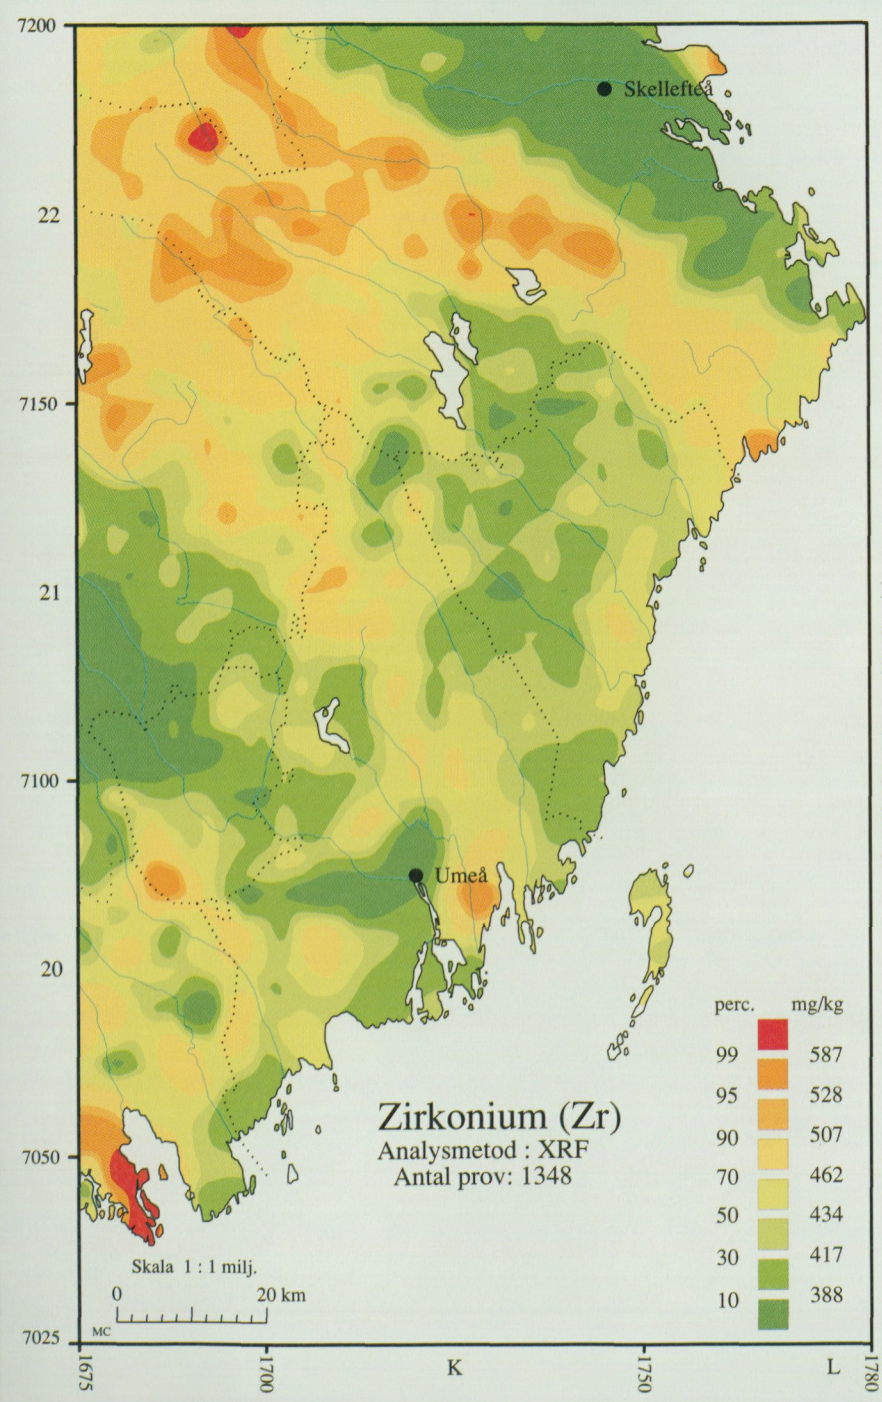 7200
Skellefteå
22
7150
21
7100
Umeå
20
perc. mg/kg
99 587
95 528
90 507
70 462
50 434
30 417
10 388
Zirkonium (Zr)
Analysmetod : XRF
Antal prov: 1348
7050
Skala 1 : 1 milj.
0 20 km
MC
7025
1675 1700 K 1750 L 1780